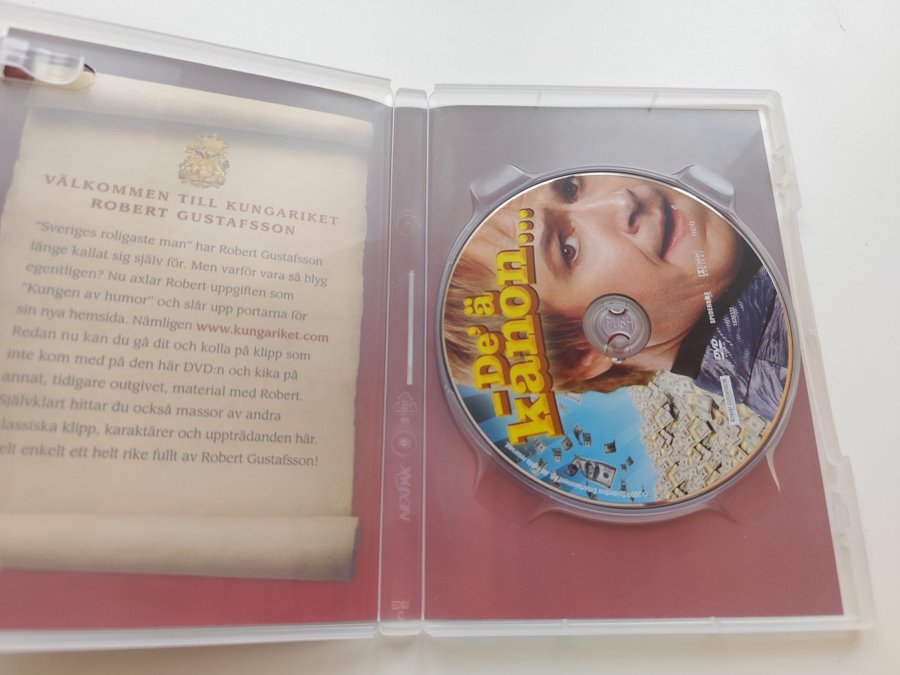 VÄLKOMMEN TILL KUNGARIKET
ROBERT GUSTAFSSON
"Sveriges roligaste man" har Robert Gustafsson
länge kallat sig själv för. Men varför vara så blyg
egentligen? Nu axlar Robert uppgiften som
"Kungen av humor" och slår upp portarna för
sin nya hemsida. Nämligen www.kungariket.com
Redan nu kan du gå dit och kolla på klipp som
inte kom med på den här DVD:n och kika på
annat, tidigare outgivet, material med Robert.
Självklart hittar du också massor av andra
klassiska klipp, karaktärer och uppträdanden här.
elt enkelt ett helt rike fullt av Robert Gustafsson!
– De' ä
kanon...
PUSH
DVD
SPIDERBOX
ncb